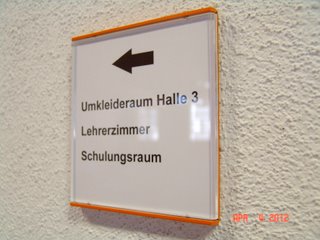 Umkleideraum Halle 3
Lehrerzimmer
Schulungsraum
APR 4 2012